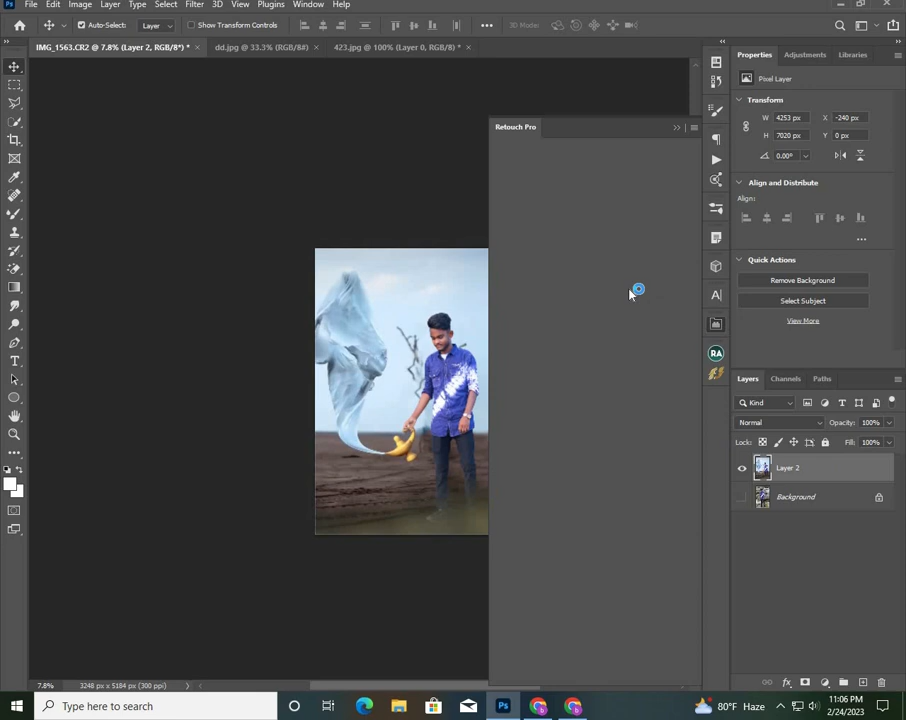 File Edit Image Layer Type Select Filter 3D View Plugins Window Help
Auto-Select: Layer Show Transform Controls 3D Mode:
IMG_1563.CR2 @ 7.8% (Layer 2, RGB/8*) * × dd.jpg @ 33.3% (RGB/8#) × 423.jpg @ 100% (Layer 0, RGB/8) * ×
Properties Adjustments Libraries
Pixel Layer
Transform
W 4253 px X -240 px
H 7020 px Y 0 px
0.00°
Align and Distribute
Align:
Quick Actions
Remove Background
Select Subject
View More
Retouch Pro
RA
Layers Channels Paths
Kind
Normal Opacity: 100%
Lock: Fill: 100%
Layer 2
Background
7.8% 3248 px x 5184 px (300 ppi)
Type here to search
Ps
80°F Haze
11:06 PM
2/24/2023